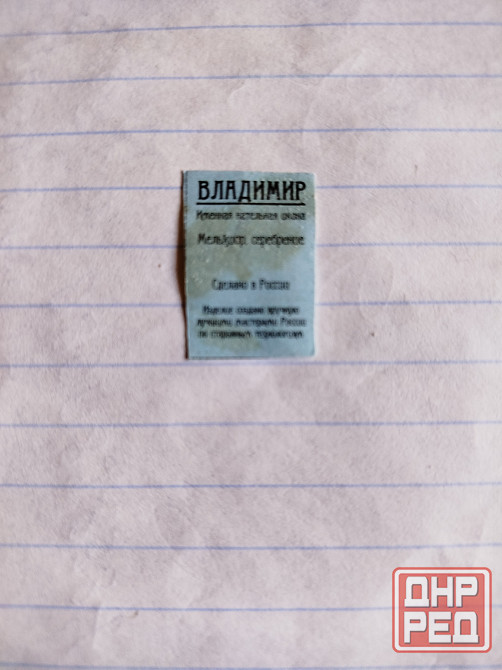 ВЛАДИМИР
Именная нательная икона
Мельхиор, серебрение
Сделано в России
Изделие создано вручную
лучшими мастерами России
по старинным технологиям
ДНР
РЕД